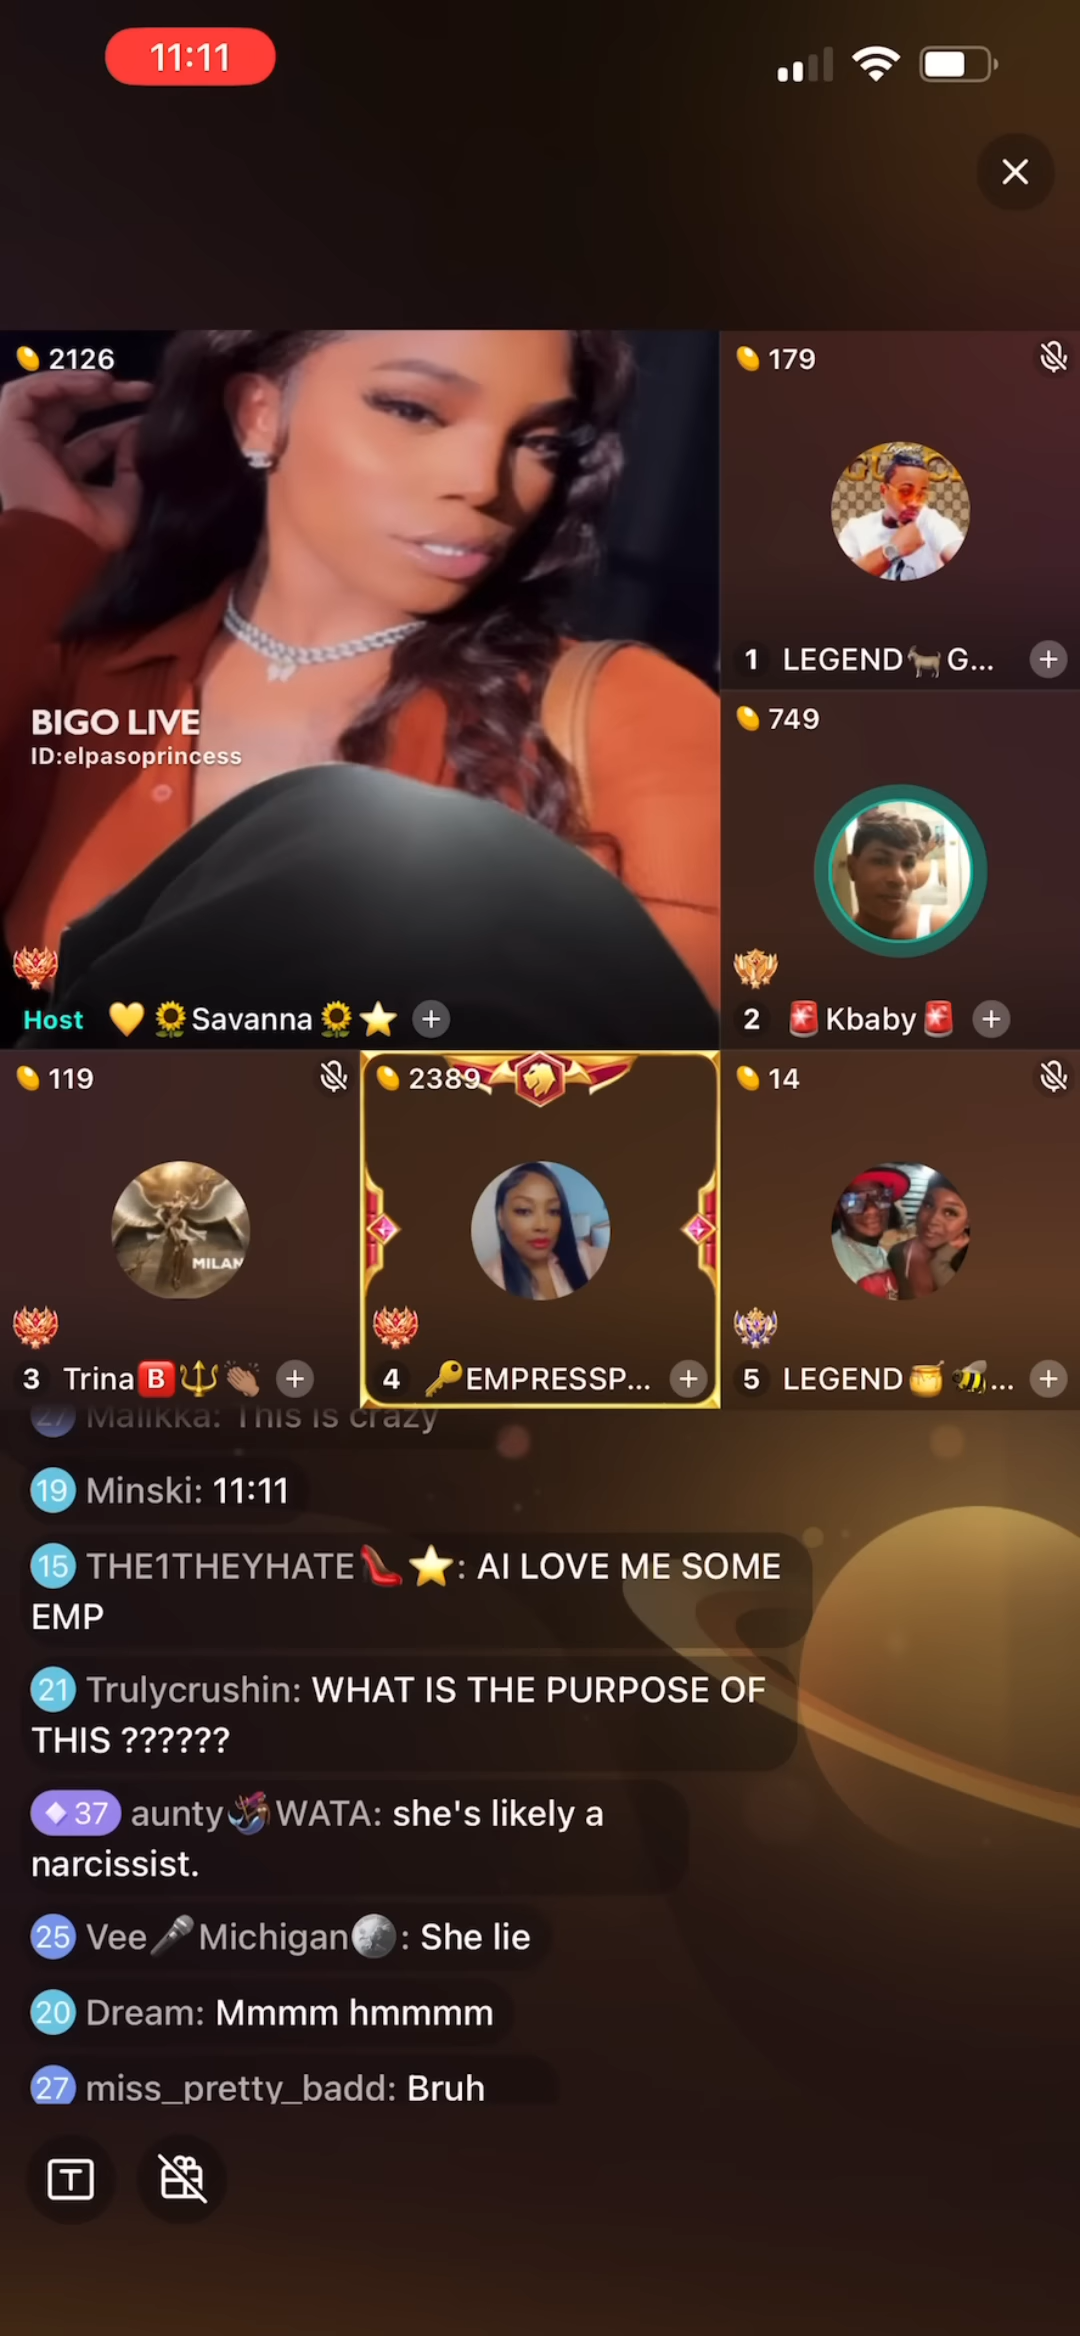 11:11
2126
179
BIGO LIVE
ID:elpasoprincess
1 LEGEND🐐G...
749
Host 💛🌻Savanna🌻⭐
2 🚨Kbaby🚨
119
2389
14
MILAN
3 Trina🅱️🔱👏🏽
4 🔑EMPRESSP...
5 LEGEND🍯🐝...
27 Malikka: This is crazy
19 Minski: 11:11
15 THE1THEYHATE👠⭐: AI LOVE ME SOME
EMP
21 Trulycrushin: WHAT IS THE PURPOSE OF
THIS ??????
37 aunty🧜🏾‍♀️WATA: she's likely a
narcissist.
25 Vee🎤Michigan🌕: She lie
20 Dream: Mmmm hmmmm
27 miss_pretty_badd: Bruh